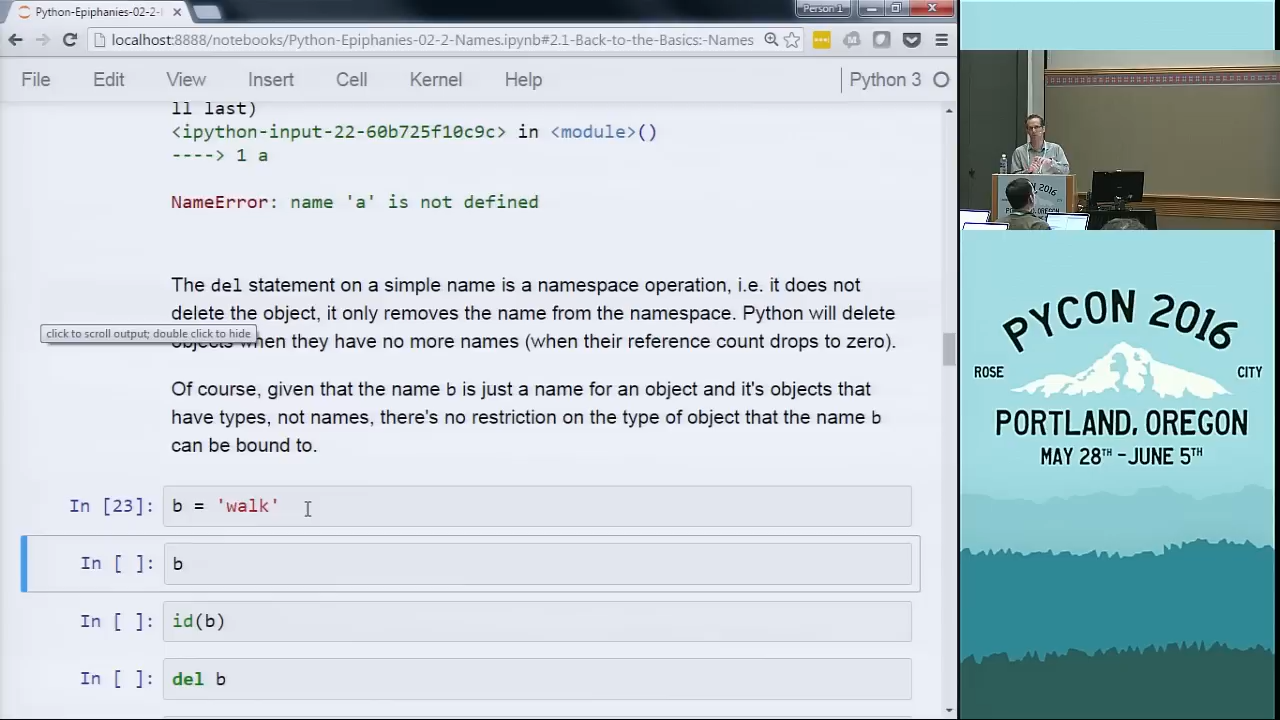 Python-Epiphanies-02-2-
Person 1
localhost:8888/notebooks/Python-Epiphanies-02-2-Names.ipynb#2.1-Back-to-the-Basics:-Names
File Edit View Insert Cell Kernel Help Python 3
ll last)
<ipython-input-22-60b725f10c9c> in <module>()
----> 1 a
NameError: name 'a' is not defined
The del statement on a simple name is a namespace operation, i.e. it does not
delete the object, it only removes the name from the namespace. Python will delete
click to scroll output; double click to hide
objects when they have no more names (when their reference count drops to zero).
Of course, given that the name b is just a name for an object and it's objects that
have types, not names, there's no restriction on the type of object that the name b
can be bound to.
In [23]: b = 'walk'
In [ ]: b
In [ ]: id(b)
In [ ]: del b
PYCON 2016
PORTLAND, OREGON
PYCON 2016
ROSE CITY
PORTLAND, OREGON
MAY 28TH -JUNE 5TH